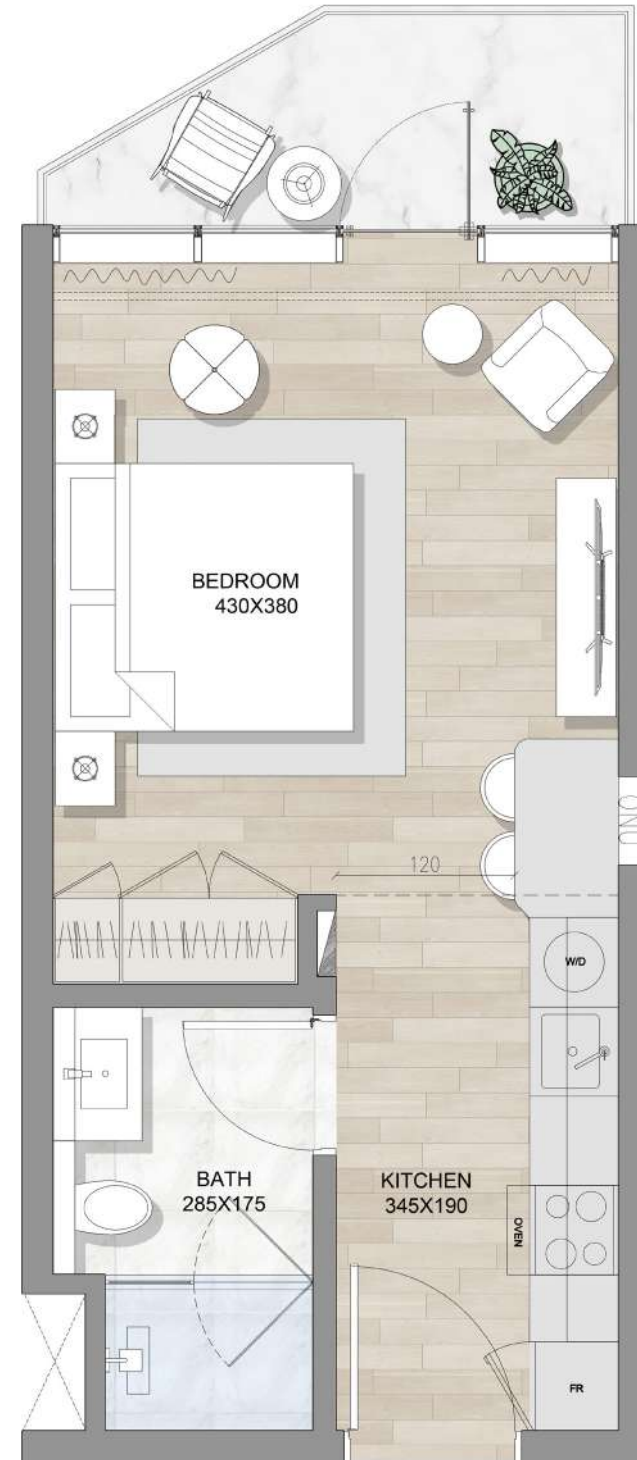 BEDROOM
430X380
120
W/D
BATH
285X175
KITCHEN
345X190
OVEN
FR